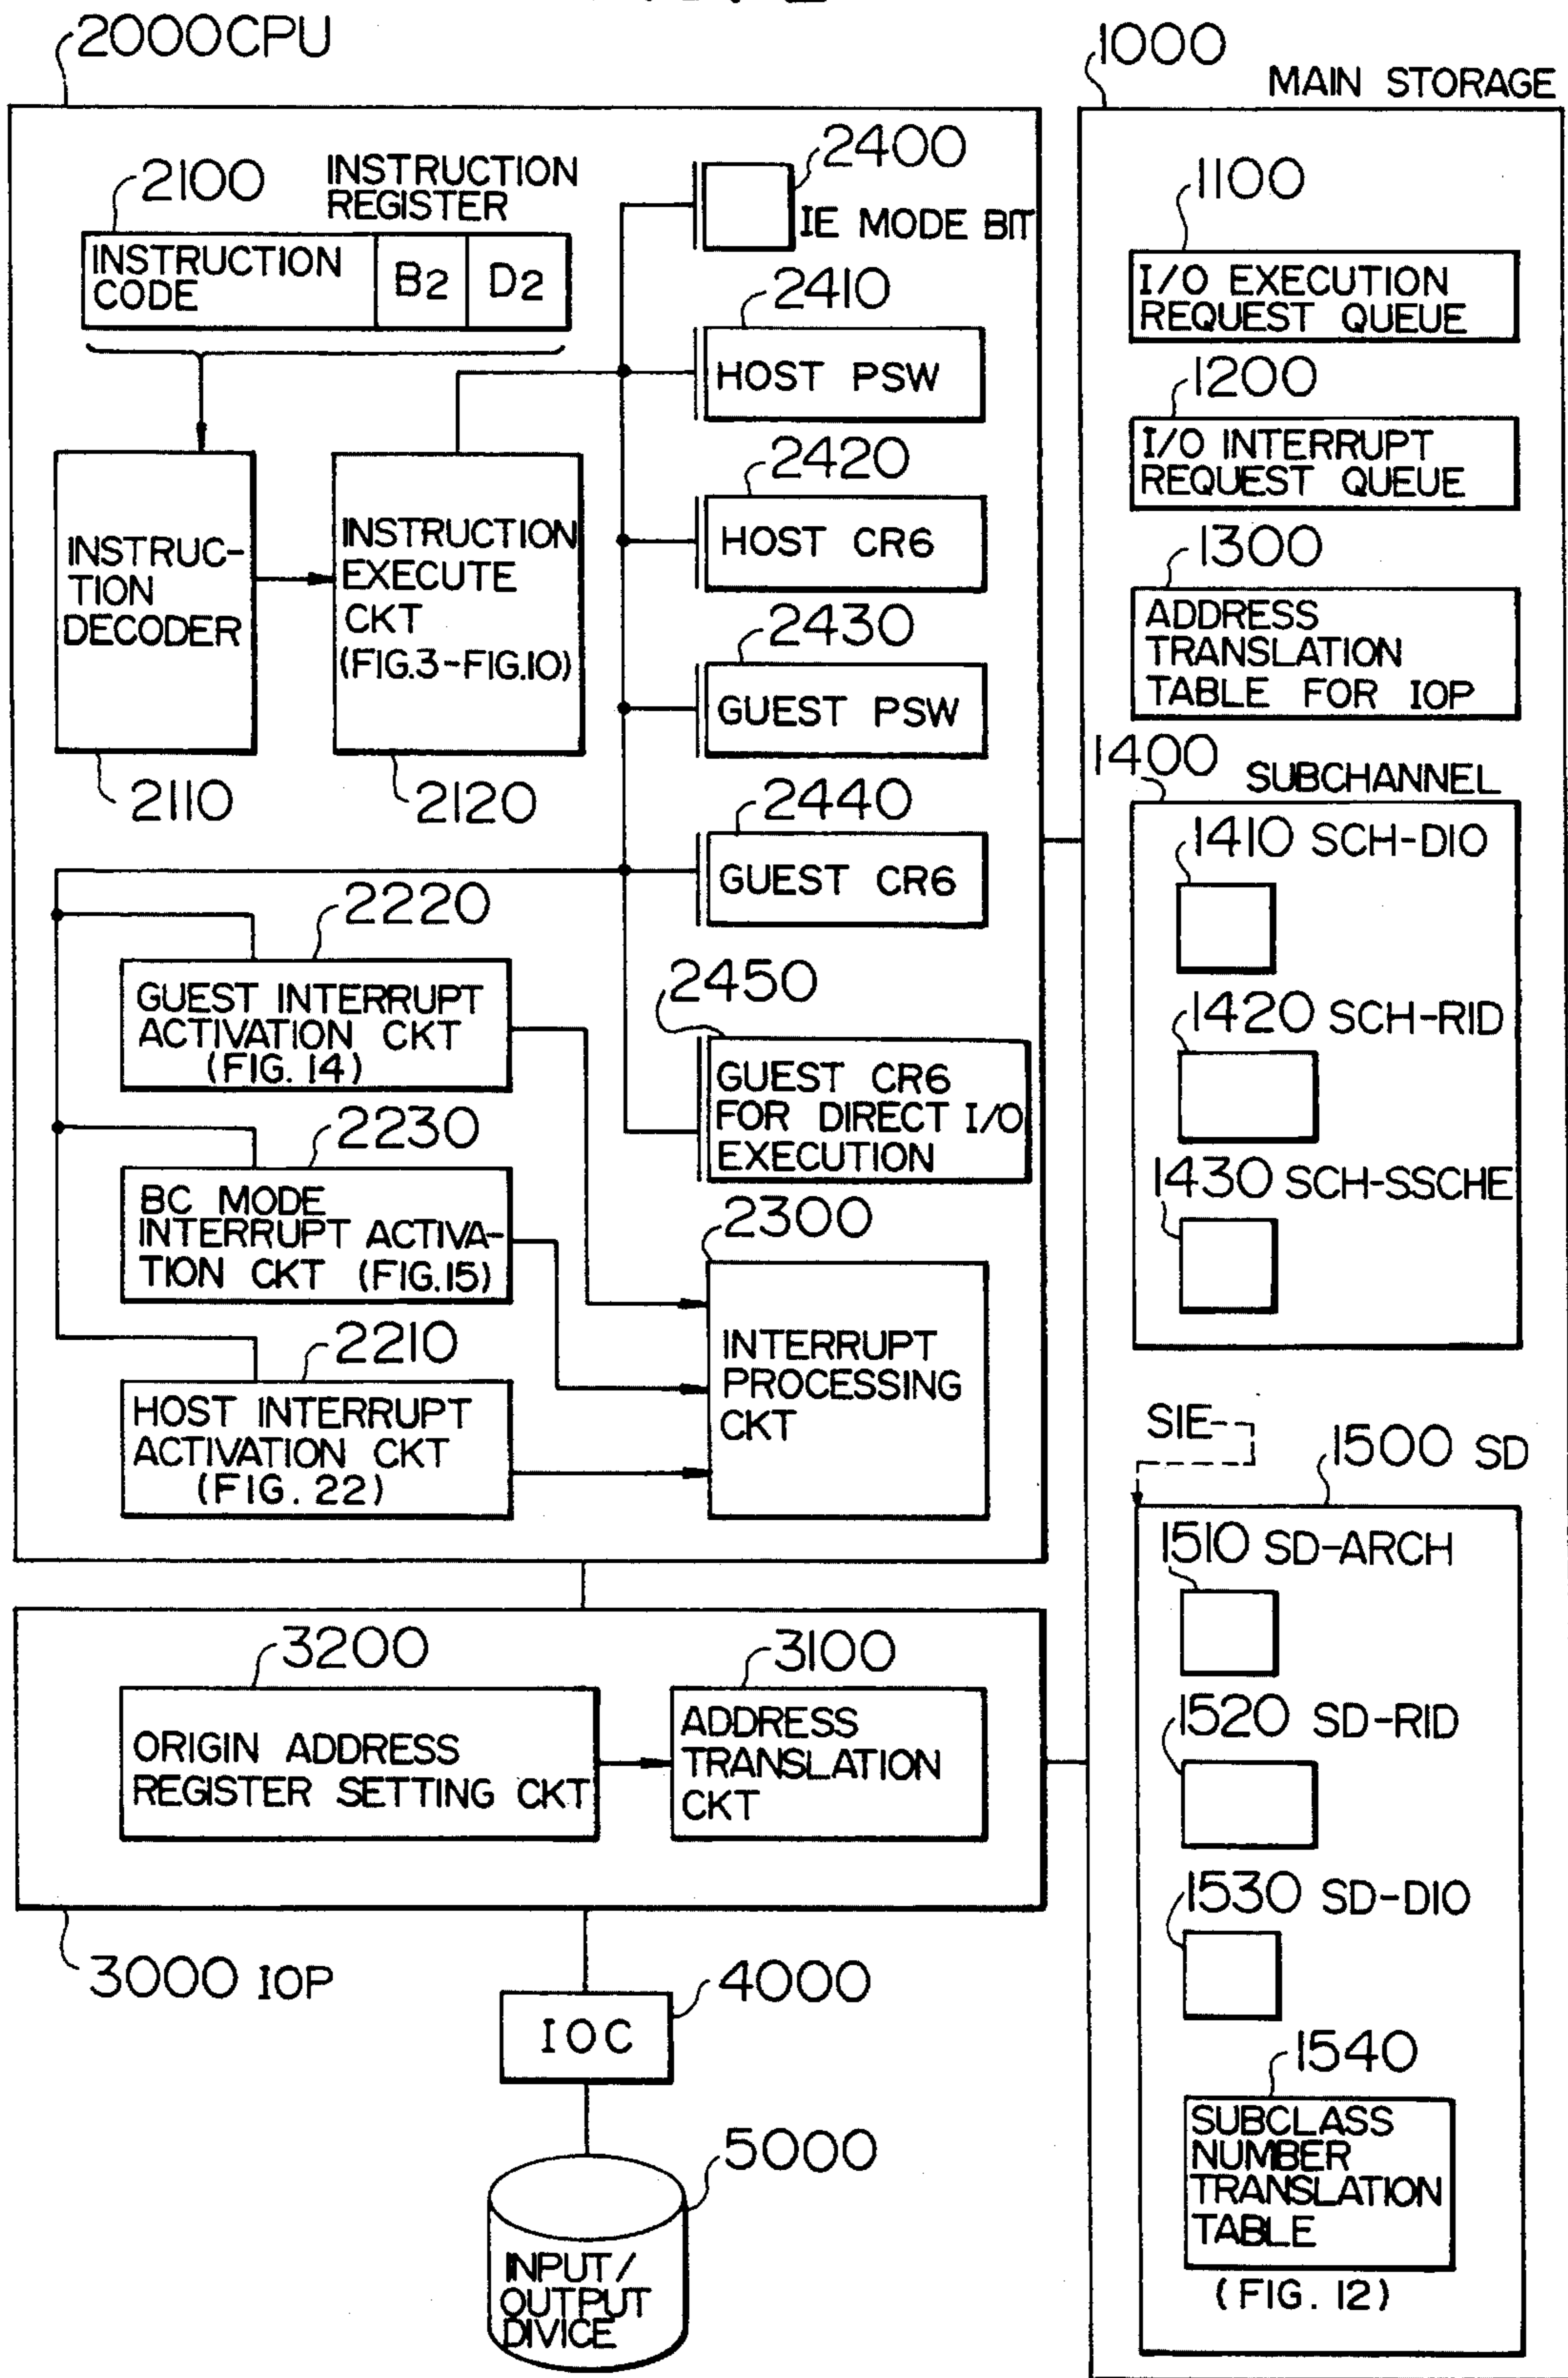 2000 CPU
1000
MAIN STORAGE
2100
INSTRUCTION
REGISTER
INSTRUCTION
CODE
B2
D2
2400
IE MODE BIT
2410
HOST PSW
2420
HOST CR6
2430
GUEST PSW
2440
GUEST CR6
2450
GUEST CR6
FOR DIRECT I/O
EXECUTION
INSTRUC-
TION
DECODER
2110
INSTRUCTION
EXECUTE
CKT
(FIG.3-FIG.10)
2120
2220
GUEST INTERRUPT
ACTIVATION CKT
(FIG. 14)
2230
BC MODE
INTERRUPT ACTIVA-
TION CKT (FIG.15)
2210
HOST INTERRUPT
ACTIVATION CKT
(FIG. 22)
2300
INTERRUPT
PROCESSING
CKT
1100
I/O EXECUTION
REQUEST QUEUE
1200
I/O INTERRUPT
REQUEST QUEUE
1300
ADDRESS
TRANSLATION
TABLE FOR IOP
1400 SUBCHANNEL
1410 SCH-DIO
1420 SCH-RID
1430 SCH-SSCHE
SIE
1500 SD
1510 SD-ARCH
1520 SD-RID
1530 SD-DIO
1540
SUBCLASS
NUMBER
TRANSLATION
TABLE
(FIG. 12)
3200
ORIGIN ADDRESS
REGISTER SETTING CKT
3100
ADDRESS
TRANSLATION
CKT
3000 IOP
4000
IOC
5000
INPUT/
OUTPUT
DIVICE